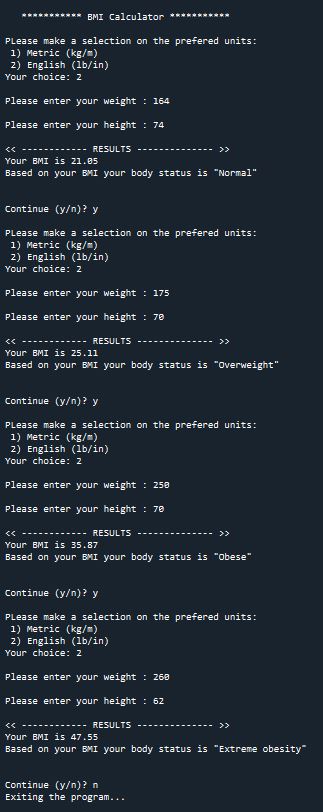 *********** BMI Calculator ***********
PLease make a selection on the prefered units:
1) Metric (kg/m)
2) English (lb/in)
Your choice: 2
Please enter your weight : 164
Please enter your height : 74
<< ------------ RESULTS -------------- >>
Your BMI is 21.05
Based on your BMI your body status is "Normal"
Continue (y/n)? y
PLease make a selection on the prefered units:
1) Metric (kg/m)
2) English (lb/in)
Your choice: 2
Please enter your weight : 175
Please enter your height : 70
<< ------------ RESULTS -------------- >>
Your BMI is 25.11
Based on your BMI your body status is "Overweight"
Continue (y/n)? y
PLease make a selection on the prefered units:
1) Metric (kg/m)
2) English (lb/in)
Your choice: 2
Please enter your weight : 250
Please enter your height : 70
<< ------------ RESULTS -------------- >>
Your BMI is 35.87
Based on your BMI your body status is "Obese"
Continue (y/n)? y
PLease make a selection on the prefered units:
1) Metric (kg/m)
2) English (lb/in)
Your choice: 2
Please enter your weight : 260
Please enter your height : 62
<< ------------ RESULTS -------------- >>
Your BMI is 47.55
Based on your BMI your body status is "Extreme obesity"
Continue (y/n)? n
Exiting the program...